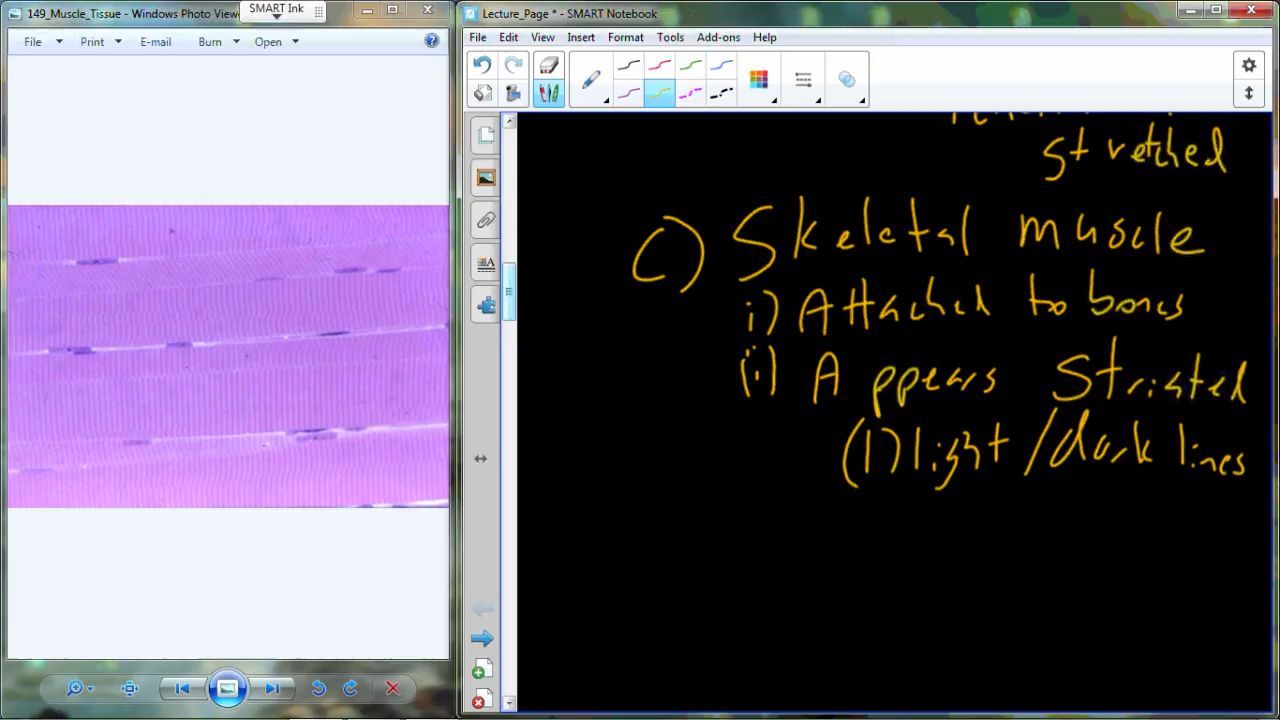 149_Muscle_Tissue - Windows Photo View
SMART Ink
File Print E-mail Burn Open
Lecture_Page * - SMART Notebook
File Edit View Insert Format Tools Add-ons Help
stretched
C) Skeletal muscle
i) Attached to bones
ii) Appears Striated
(1) light/dark lines